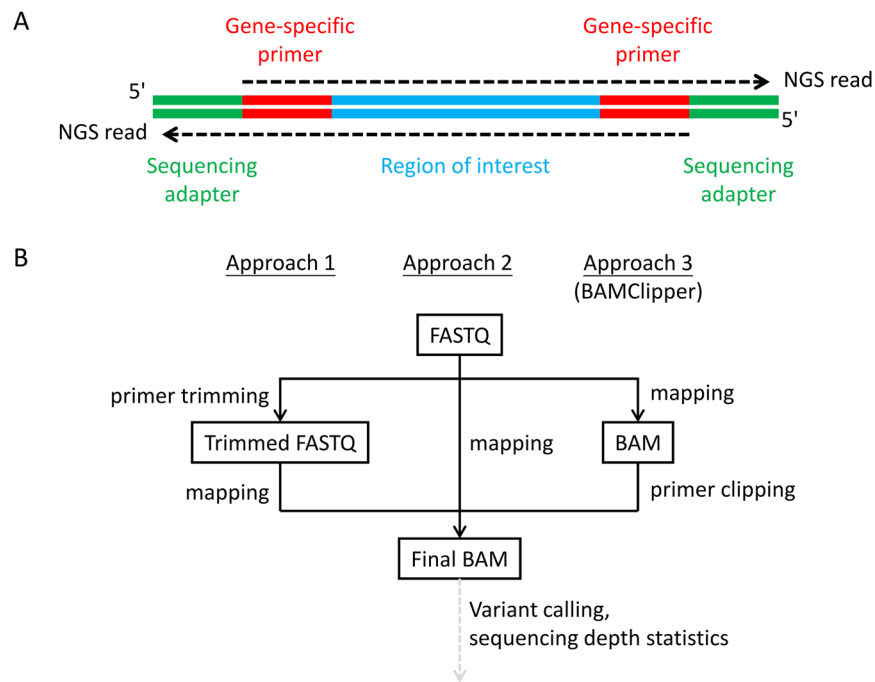 A
Gene-specific
primer
Gene-specific
primer
5'
NGS read
NGS read
5'
Sequencing
adapter
Region of interest
Sequencing
adapter
B
Approach 1
Approach 2
Approach 3
(BAMClipper)
FASTQ
primer trimming
mapping
Trimmed FASTQ
mapping
BAM
mapping
primer clipping
Final BAM
Variant calling,
sequencing depth statistics